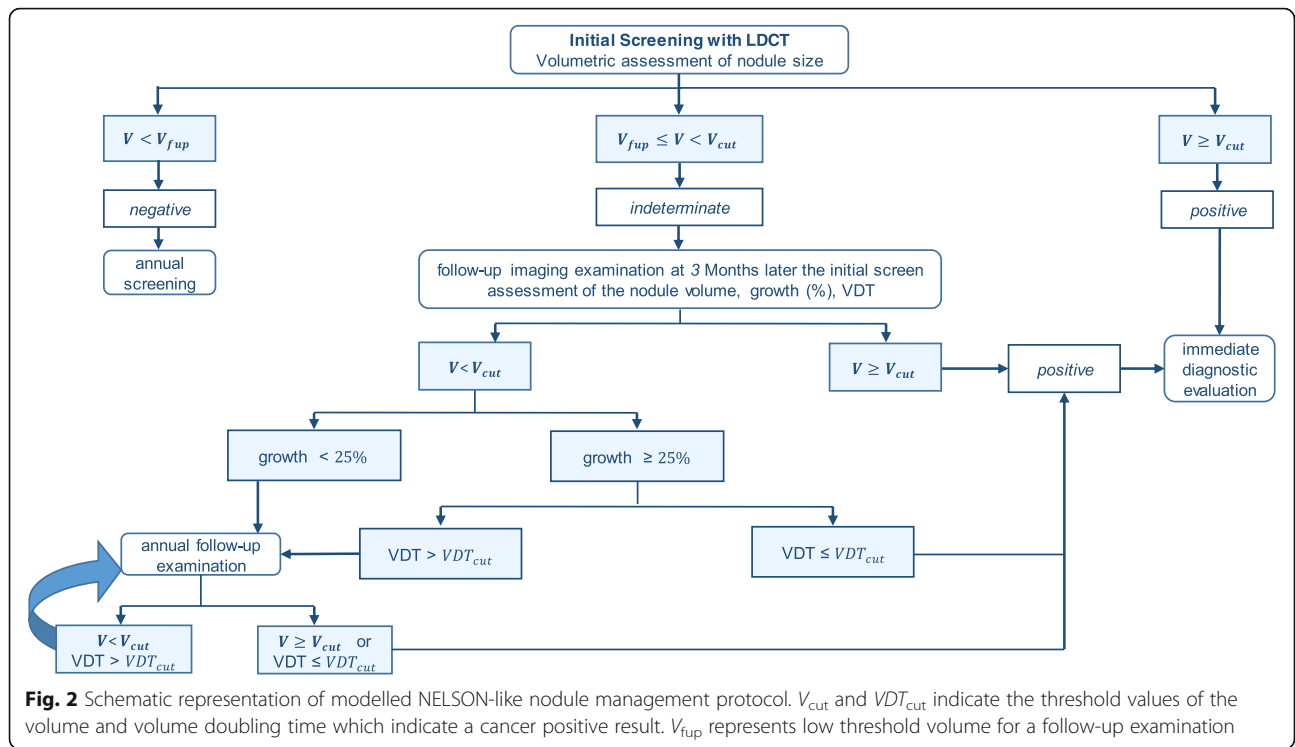 Initial Screening with LDCT
Volumetric assessment of nodule size
V < V_fup
V_fup ≤ V < V_cut
V ≥ V_cut
negative
indeterminate
positive
annual
screening
follow-up imaging examination at 3 Months later the initial screen
assessment of the nodule volume, growth (%), VDT
V< V_cut
V ≥ V_cut
positive
immediate
diagnostic
evaluation
growth < 25%
growth ≥ 25%
annual follow-up
examination
VDT > VDT_cut
VDT ≤ VDT_cut
V< V_cut
VDT > VDT_cut
V ≥ V_cut or
VDT ≤ VDT_cut
Fig. 2 Schematic representation of modelled NELSON-like nodule management protocol. V_cut and VDT_cut indicate the threshold values of the
volume and volume doubling time which indicate a cancer positive result. V_fup represents low threshold volume for a follow-up examination